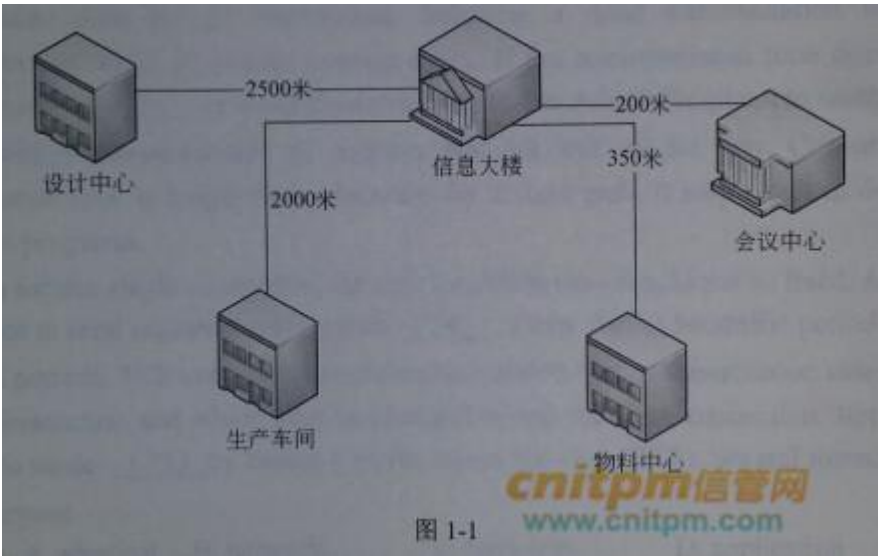 2500米
200米
设计中心
信息大楼
350米
2000米
会议中心
生产车间
物料中心
cnitpm信管网
www.cnitpm.com
图 1-1